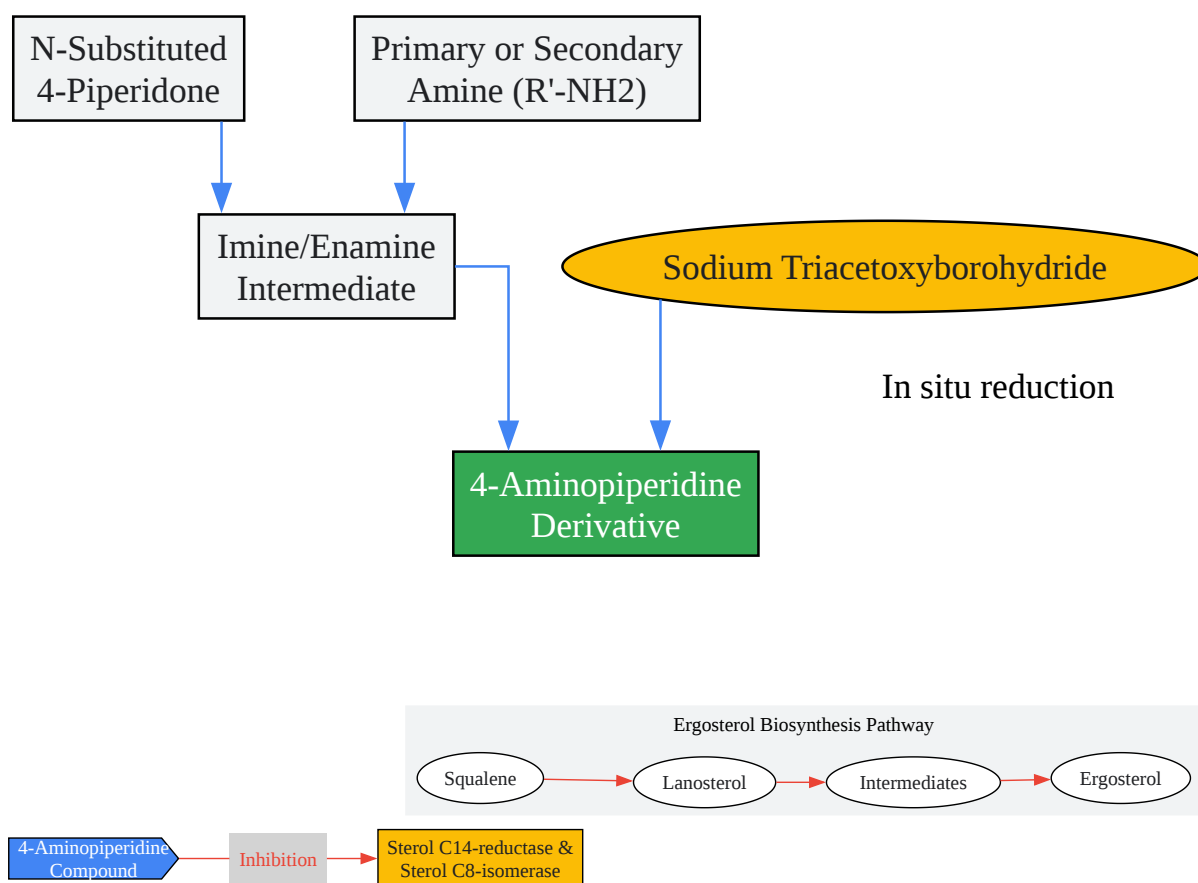 N-Substituted
4-Piperidone
Primary or Secondary
Amine (R'-NH2)
Imine/Enamine
Intermediate
Sodium Triacetoxyborohydride
In situ reduction
4-Aminopiperidine
Derivative
Ergosterol Biosynthesis Pathway
Squalene
Lanosterol
Intermediates
Ergosterol
4-Aminopiperidine
Compound
Inhibition
Sterol C14-reductase &
Sterol C8-isomerase